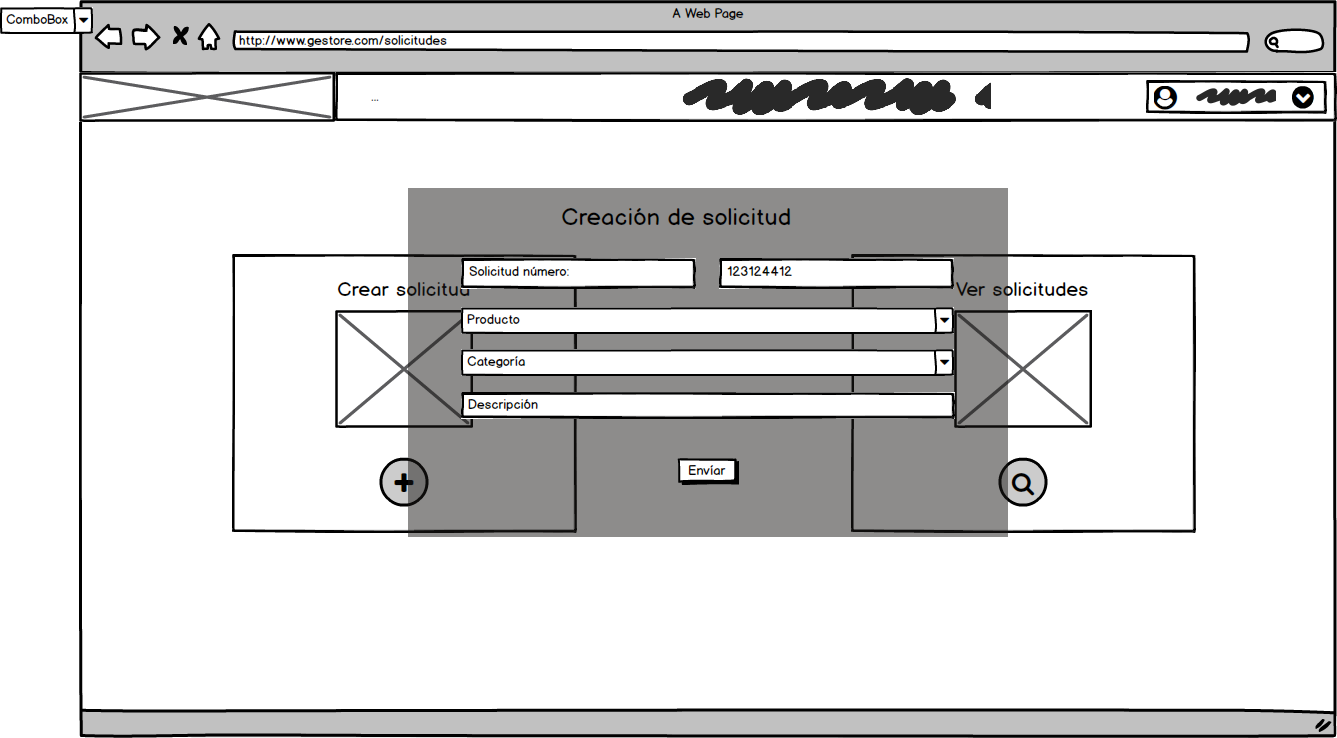 ComboBox
A Web Page
http://www.gestore.com/solicitudes
...
Creación de solicitud
Crear solicitud
Solicitud número:
123124412
Ver solicitudes
Producto
Categoría
Descripción
Envíar